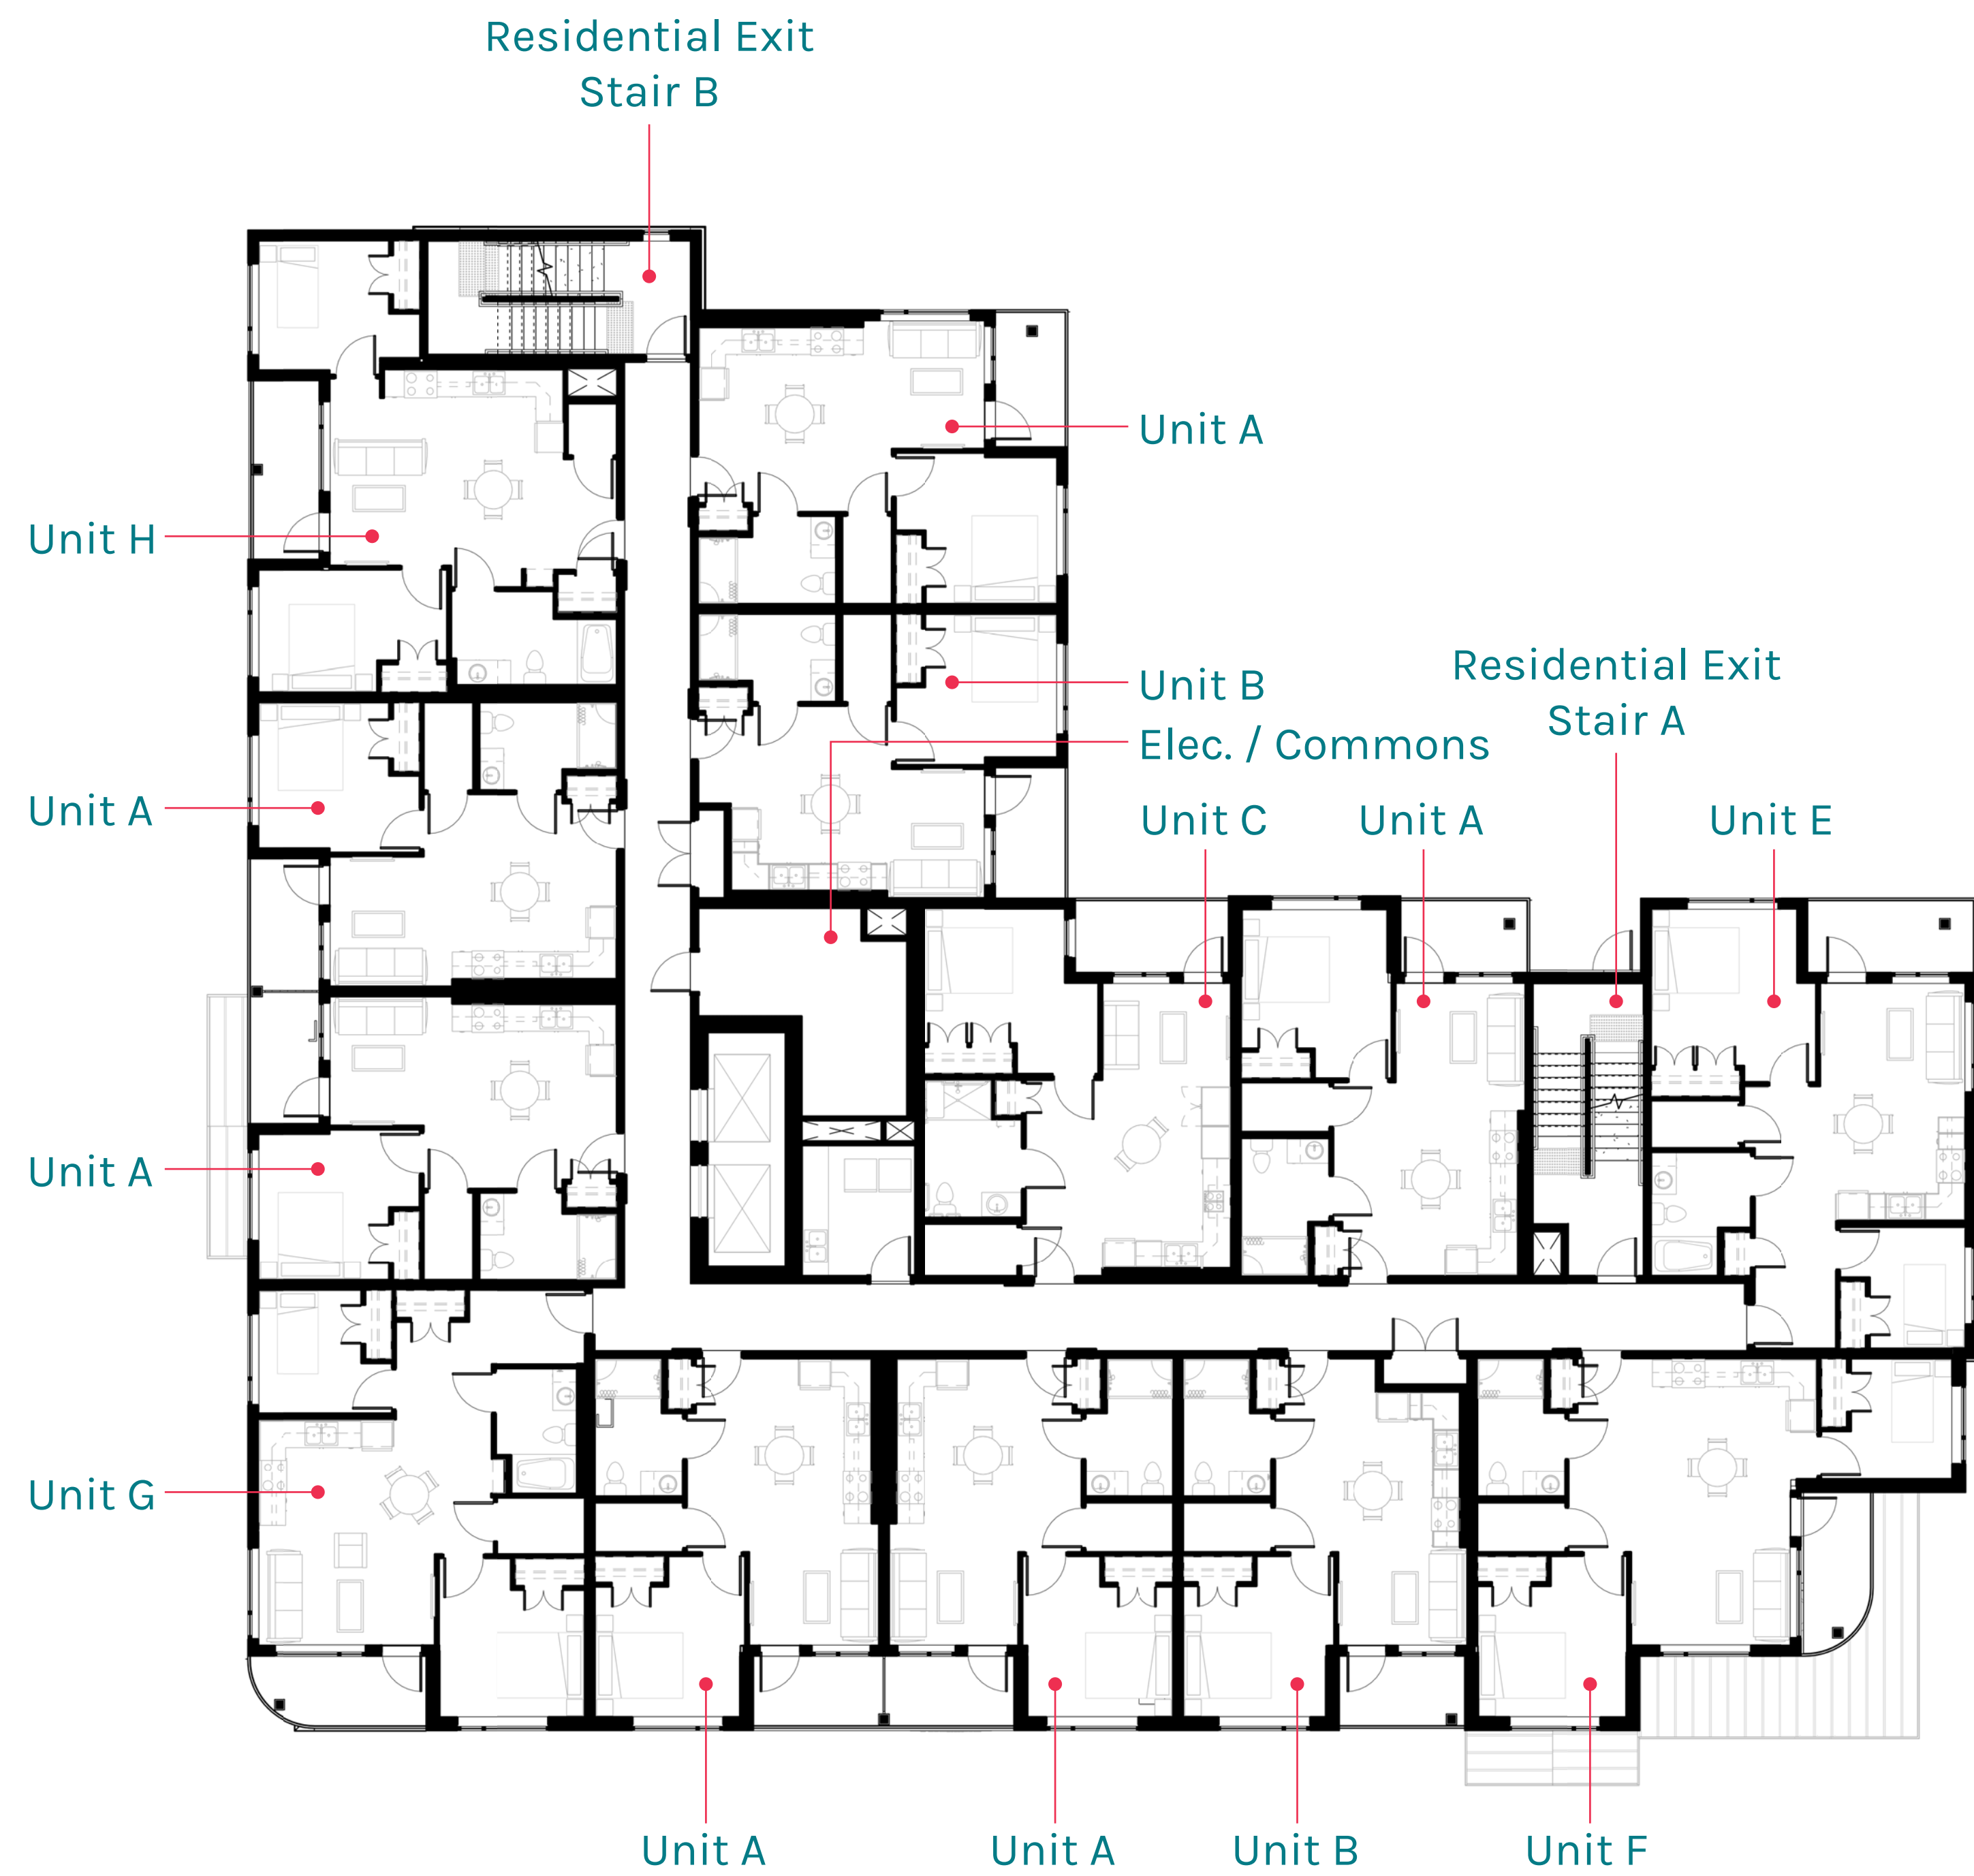 Residential Exit
Stair B
Unit A
Unit H
Unit B
Residential Exit
Stair A
Elec. / Commons
Unit A
Unit C
Unit A
Unit E
Unit A
Unit G
Unit A
Unit A
Unit B
Unit F